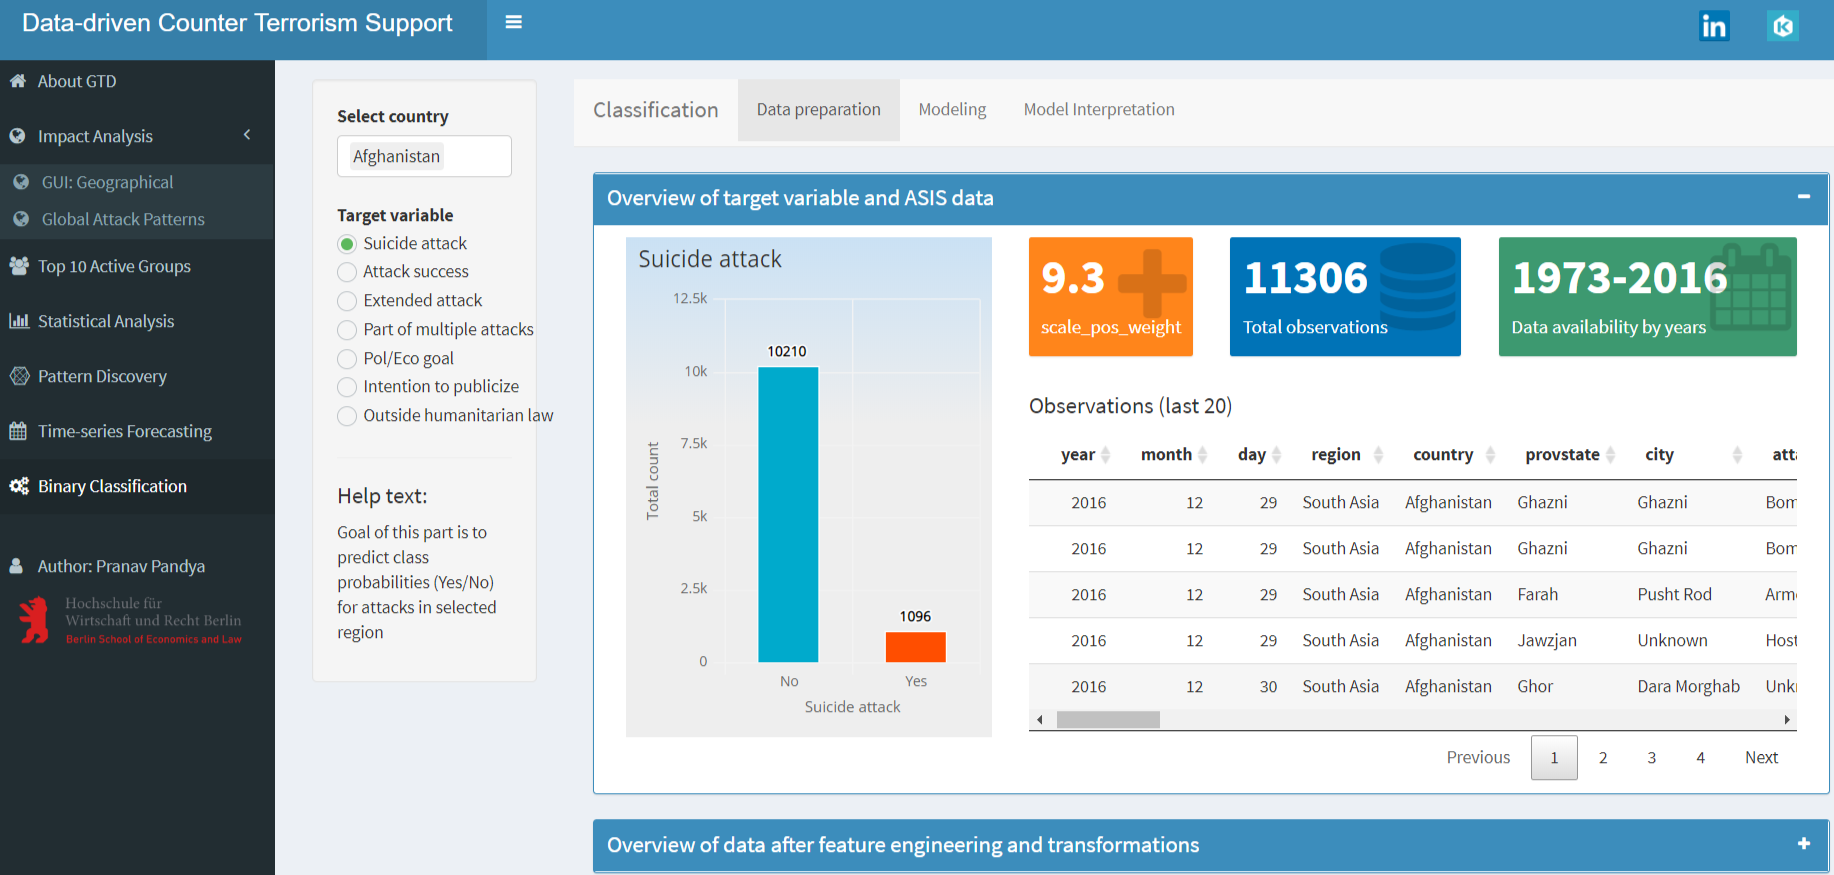 Data-driven Counter Terrorism Support
in
K
About GTD
Impact Analysis
GUI: Geographical
Global Attack Patterns
Top 10 Active Groups
Statistical Analysis
Pattern Discovery
Time-series Forecasting
Binary Classification
Author: Pranav Pandya
Hochschule für
Wirtschaft und Recht Berlin
Berlin School of Economics and Law
Select country
Afghanistan
Target variable
Suicide attack
Attack success
Extended attack
Part of multiple attacks
Pol/Eco goal
Intention to publicize
Outside humanitarian law
Help text:
Goal of this part is to
predict class
probabilities (Yes/No)
for attacks in selected
region
Classification Data preparation Modeling Model Interpretation
Overview of target variable and ASIS data
Suicide attack
12.5k
10k
7.5k
5k
2.5k
0
Total count
10210
1096
No Yes
Suicide attack
9.3
scale_pos_weight
11306
Total observations
1973-2016
Data availability by years
Observations (last 20)
year month day region country provstate city atta
2016 12 29 South Asia Afghanistan Ghazni Ghazni Bom
2016 12 29 South Asia Afghanistan Ghazni Ghazni Bom
2016 12 29 South Asia Afghanistan Farah Pusht Rod Arm
2016 12 29 South Asia Afghanistan Jawzjan Unknown Host
2016 12 30 South Asia Afghanistan Ghor Dara Morghab Unk
Previous 1 2 3 4 Next
Overview of data after feature engineering and transformations